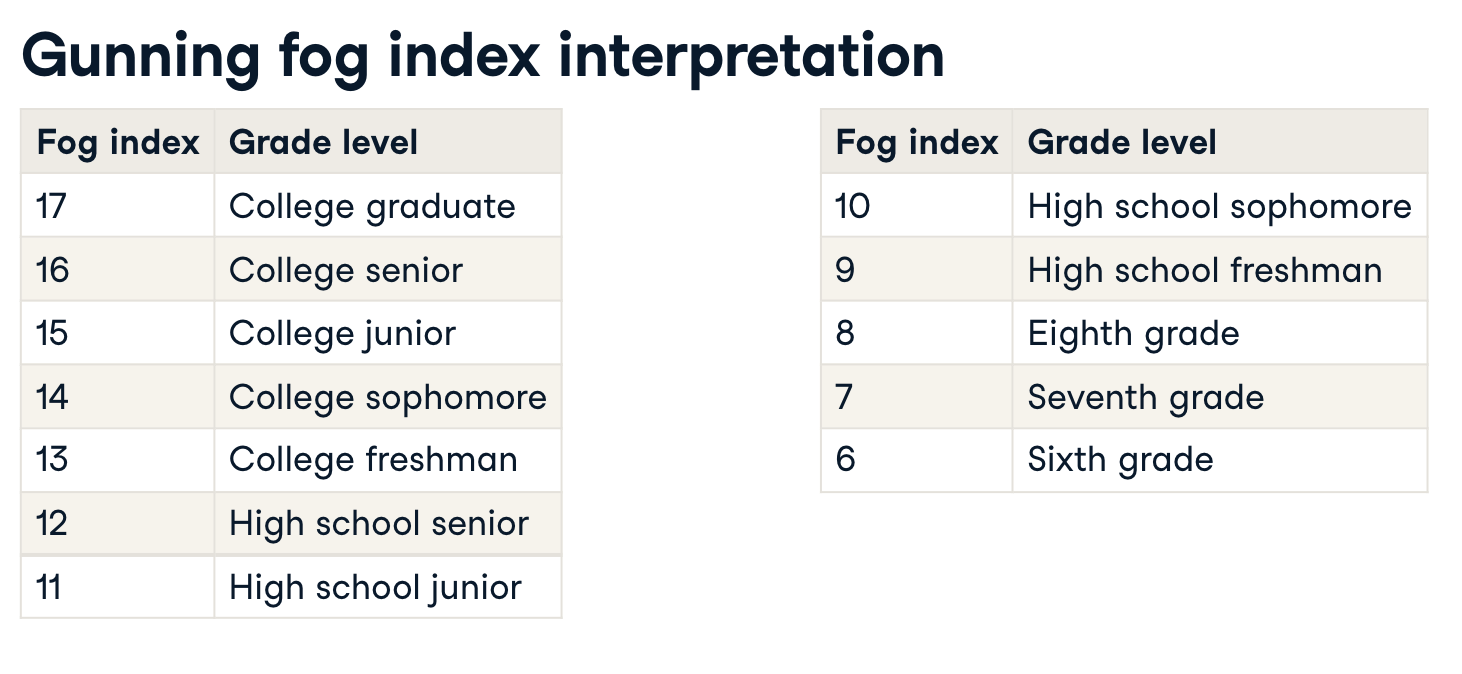 Gunning fog index interpretation
Fog index Grade level
17 College graduate
16 College senior
15 College junior
14 College sophomore
13 College freshman
12 High school senior
11 High school junior
Fog index Grade level
10 High school sophomore
9 High school freshman
8 Eighth grade
7 Seventh grade
6 Sixth grade